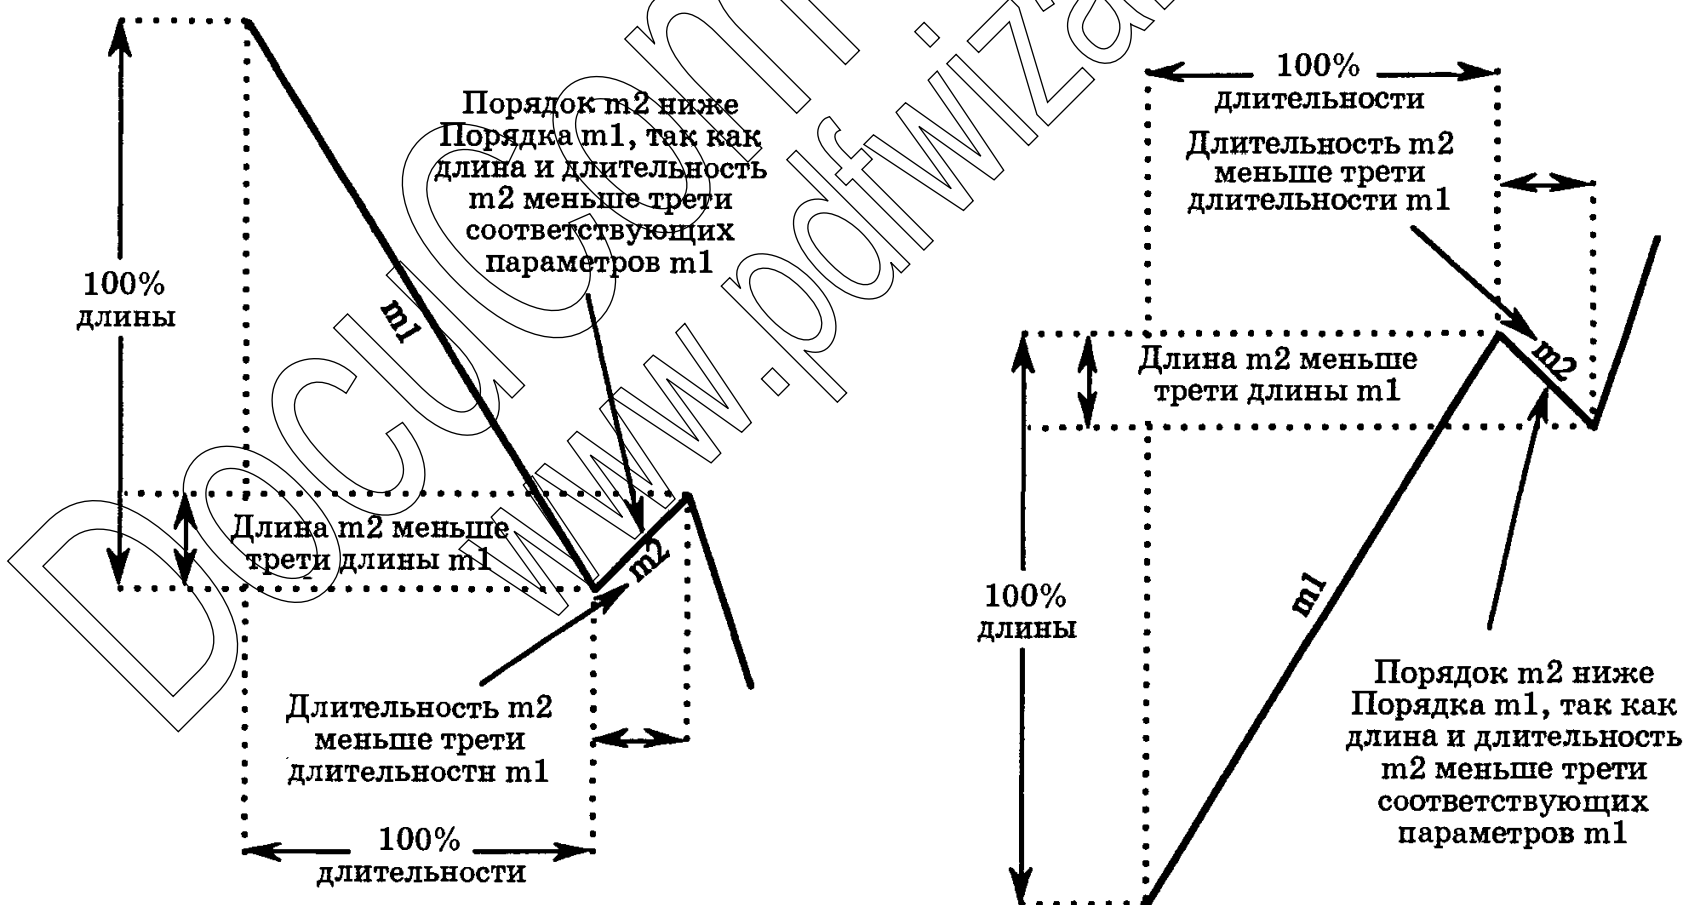 Порядок m2 ниже
Порядка m1, так как
длина и длительность
m2 меньше трети
соответствующих
параметров m1
100%
длины
m1
Длина m2 меньше
трети длины m1
m2
Длительность m2
меньше трети
длительностн m1
100%
длительности
100%
длительности
Длительность m2
меньше трети
длительности m1
m2
Длина m2 меньше
трети длины m1
100%
длины
m1
Порядок m2 ниже
Порядка m1, так как
длина и длительность
m2 меньше трети
соответствующих
параметров m1
www.pdfwiza